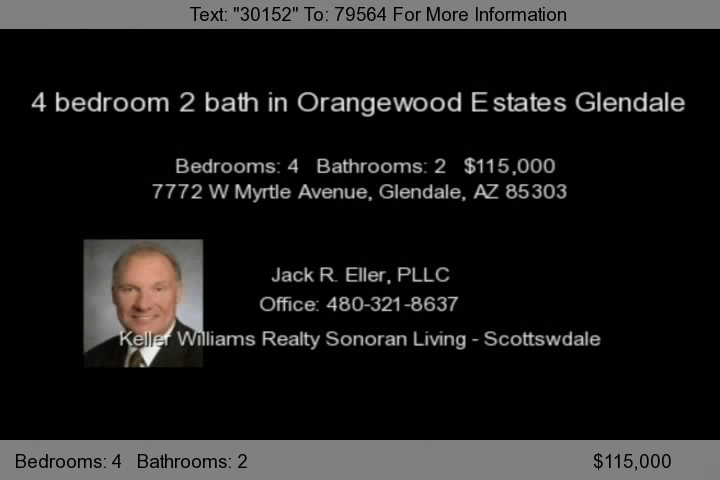 Text: "30152" To: 79564 For More Information
4 bedroom 2 bath in Orangewood Estates Glendale
Bedrooms: 4 Bathrooms: 2 $115,000
7772 W Myrtle Avenue, Glendale, AZ 85303
Jack R. Eller, PLLC
Office: 480-321-8637
Keller Williams Realty Sonoran Living - Scottswdale
Bedrooms: 4 Bathrooms: 2 $115,000